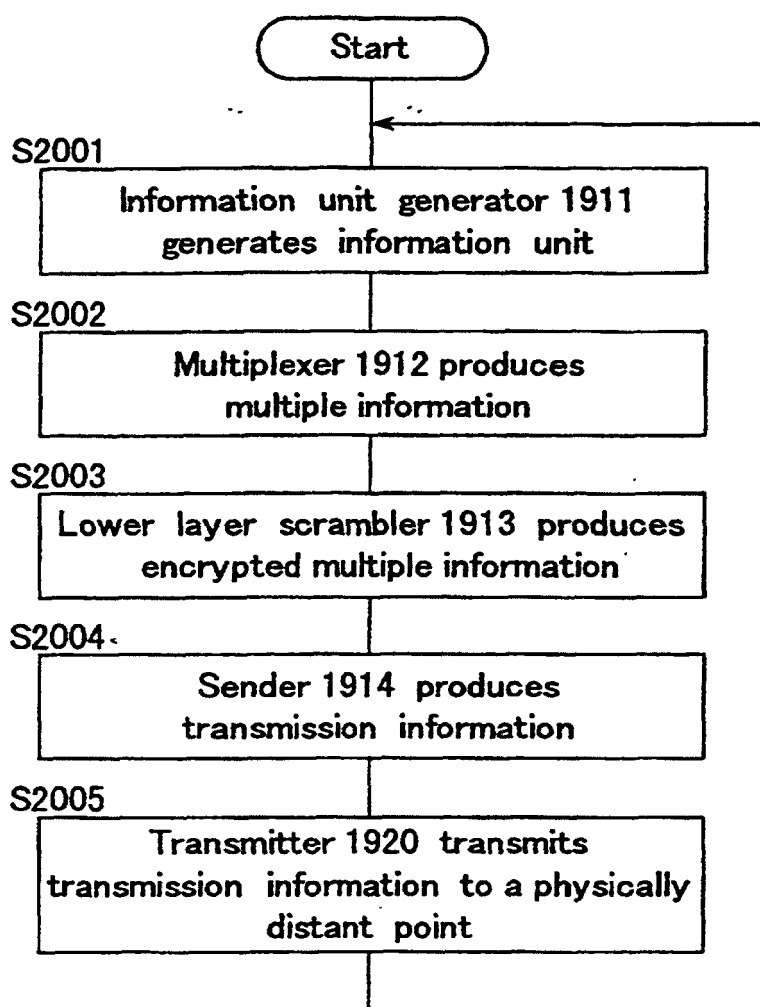 Start
S2001
Information unit generator 1911
generates information unit
S2002
Multiplexer 1912 produces
multiple information
S2003
Lower layer scrambler 1913 produces
encrypted multiple information
S2004
Sender 1914 produces
transmission information
S2005
Transmitter 1920 transmits
transmission information to a physically
distant point